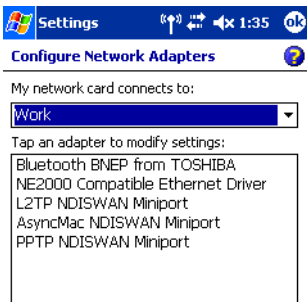 Settings 1:35 ok
Configure Network Adapters ?
My network card connects to:
Work
Tap an adapter to modify settings:
Bluetooth BNEP from TOSHIBA
NE2000 Compatible Ethernet Driver
L2TP NDISWAN Miniport
AsyncMac NDISWAN Miniport
PPTP NDISWAN Miniport